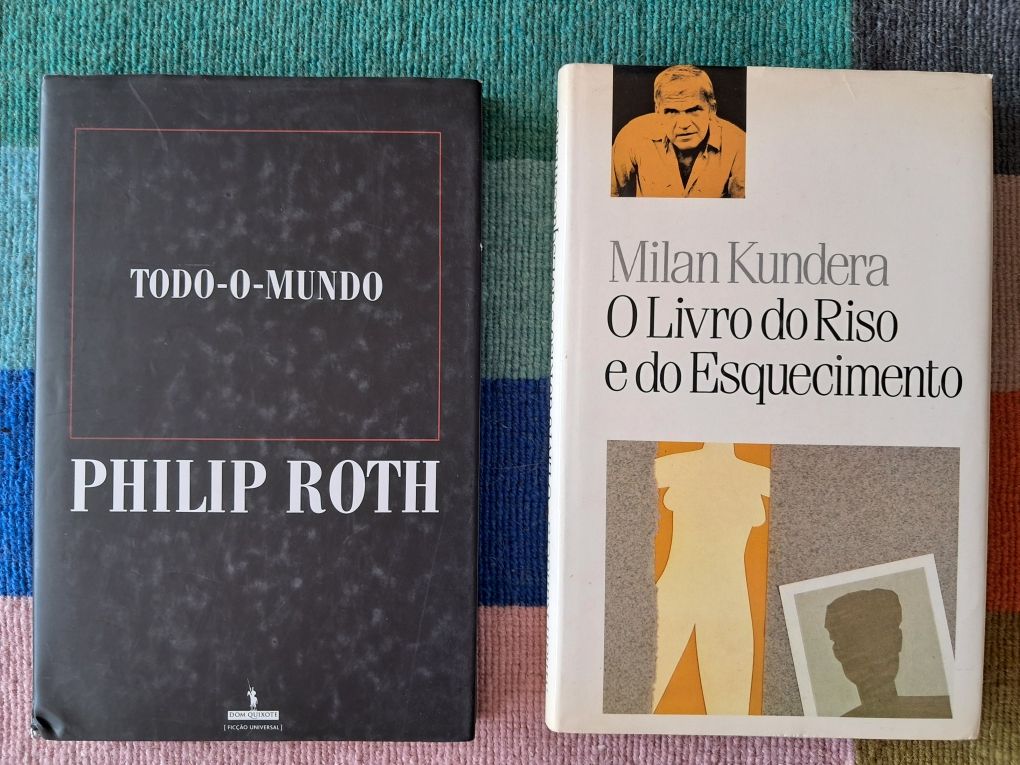 TODO-O-MUNDO
PHILIP ROTH
DOM QUIXOTE
[ FICÇÃO UNIVERSAL ]
Milan Kundera
O Livro do Riso
e do Esquecimento